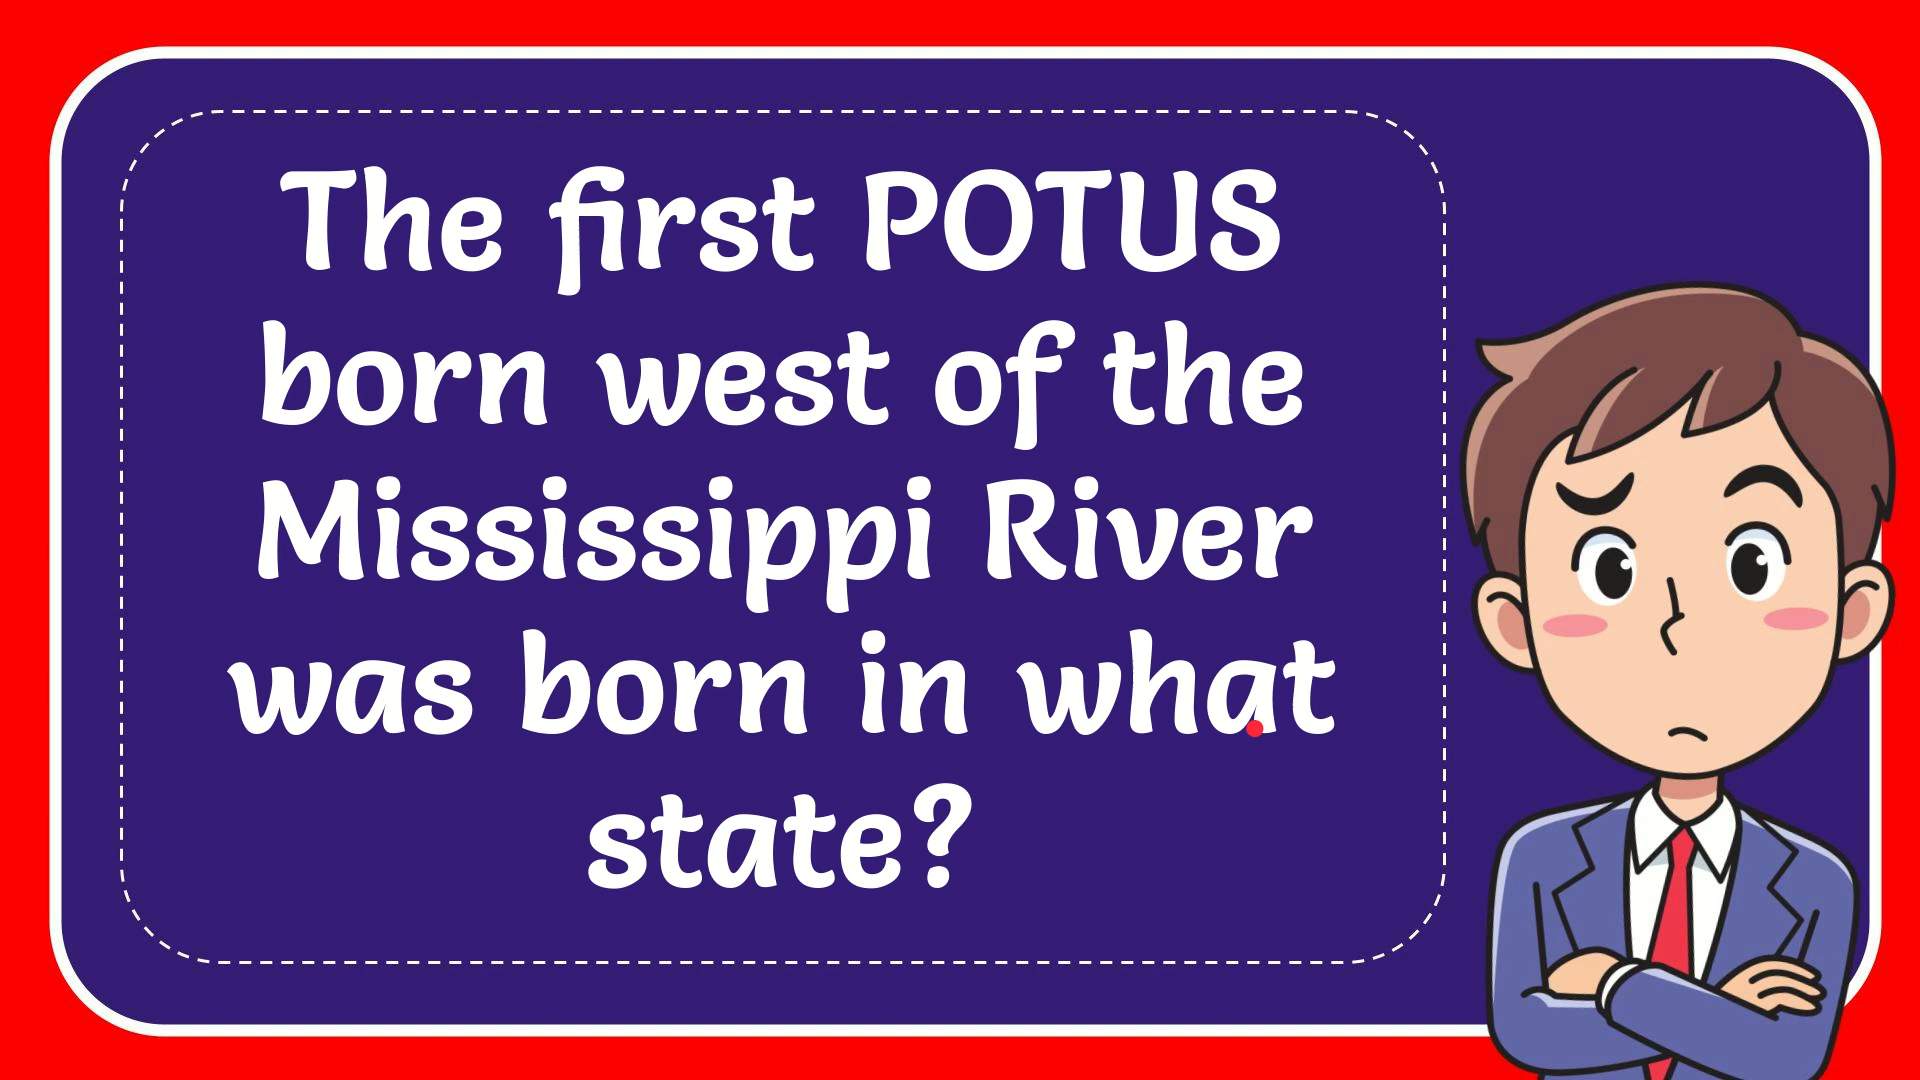 The first POTUS
born west of the
Mississippi River
was born in what
state?